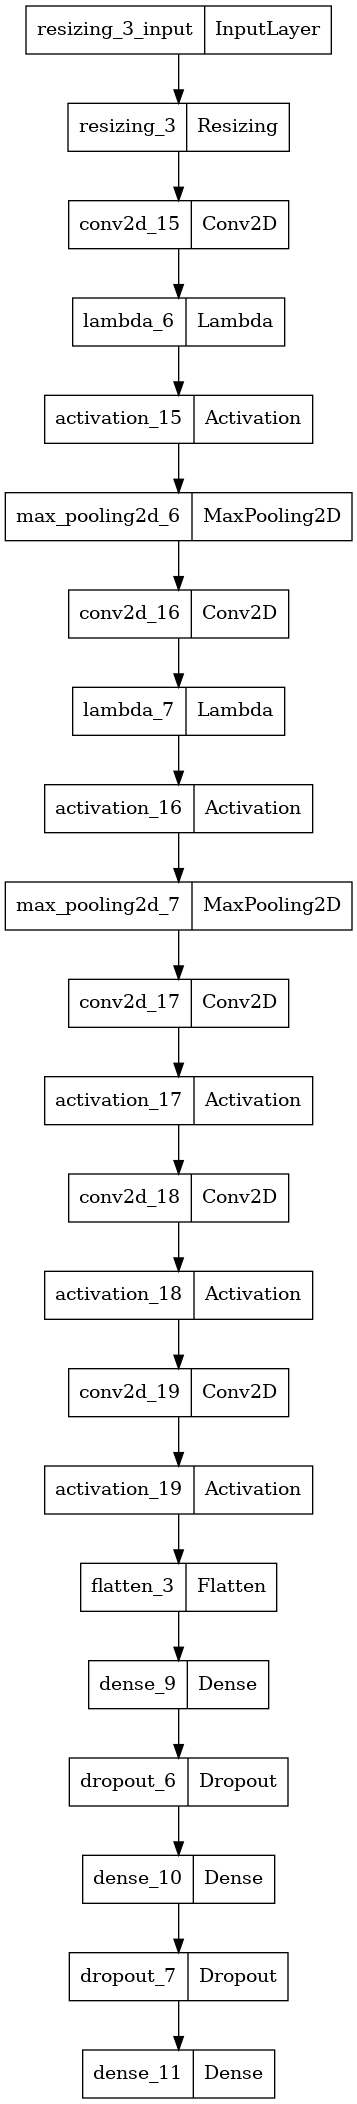 resizing_3_input InputLayer
resizing_3 Resizing
conv2d_15 Conv2D
lambda_6 Lambda
activation_15 Activation
max_pooling2d_6 MaxPooling2D
conv2d_16 Conv2D
lambda_7 Lambda
activation_16 Activation
max_pooling2d_7 MaxPooling2D
conv2d_17 Conv2D
activation_17 Activation
conv2d_18 Conv2D
activation_18 Activation
conv2d_19 Conv2D
activation_19 Activation
flatten_3 Flatten
dense_9 Dense
dropout_6 Dropout
dense_10 Dense
dropout_7 Dropout
dense_11 Dense